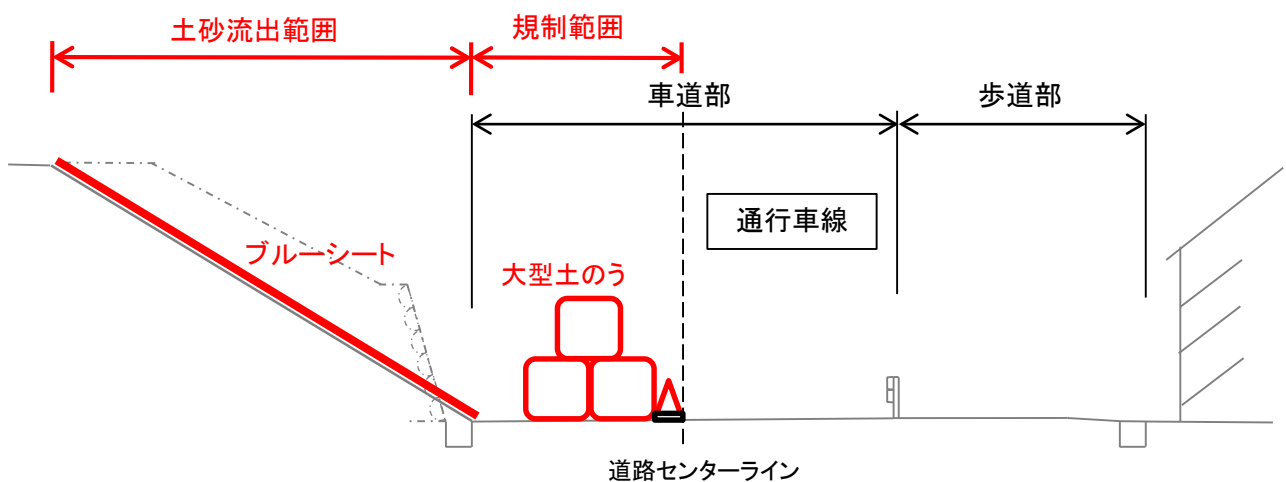 土砂流出範囲
規制範囲
車道部
歩道部
通行車線
ブルーシート
大型土のう
道路センターライン